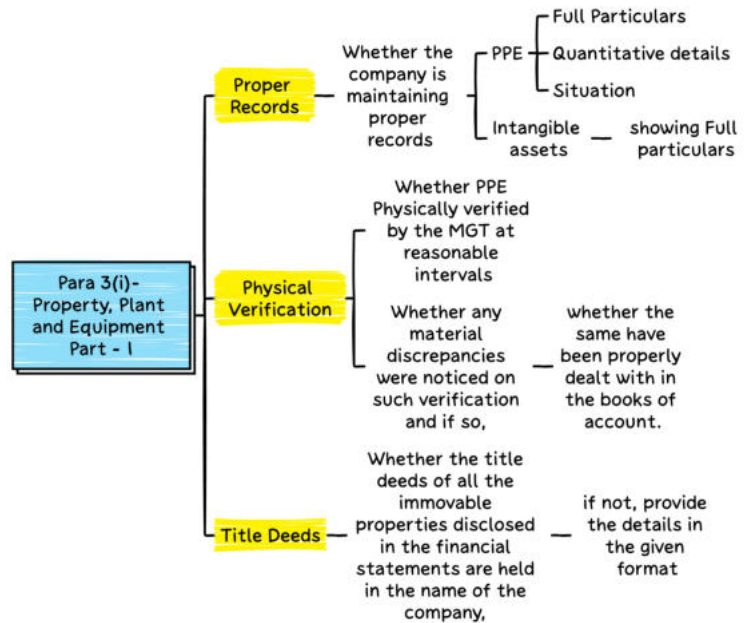 Para 3(i)-
Property, Plant
and Equipment
Part - I
Proper
Records
Whether the
company is
maintaining
proper
records
PPE
Full Particulars
Quantitative details
Situation
Intangible
assets
showing Full
particulars
Physical
Verification
Whether PPE
Physically verified
by the MGT at
reasonable
intervals
Whether any
material
discrepancies
were noticed on
such verification
and if so,
whether the
same have
been properly
dealt with in
the books of
account.
Title Deeds
Whether the title
deeds of all the
immovable
properties disclosed
in the financial
statements are held
in the name of the
company,
if not, provide
the details in
the given
format